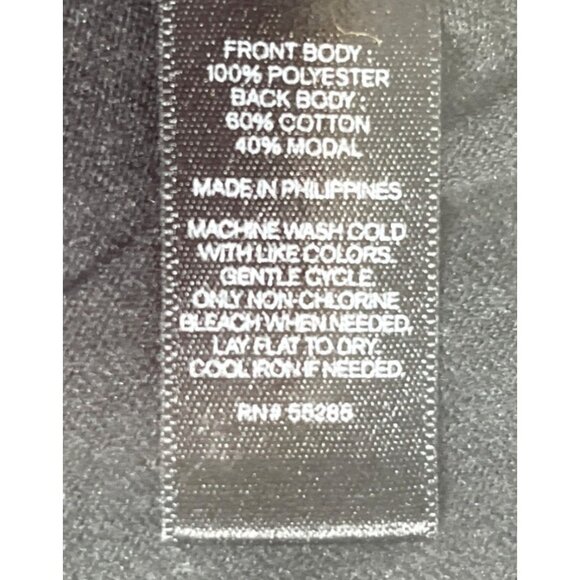 FRONT BODY :
100% POLYESTER
BACK BODY :
60% COTTON
40% MODAL
MADE IN PHILIPPINES
MACHINE WASH COLD
WITH LIKE COLORS.
GENTLE CYCLE.
ONLY NON-CHLORINE
BLEACH WHEN NEEDED,
LAY FLAT TO DRY.
COOL IRON IF NEEDED.
RN#